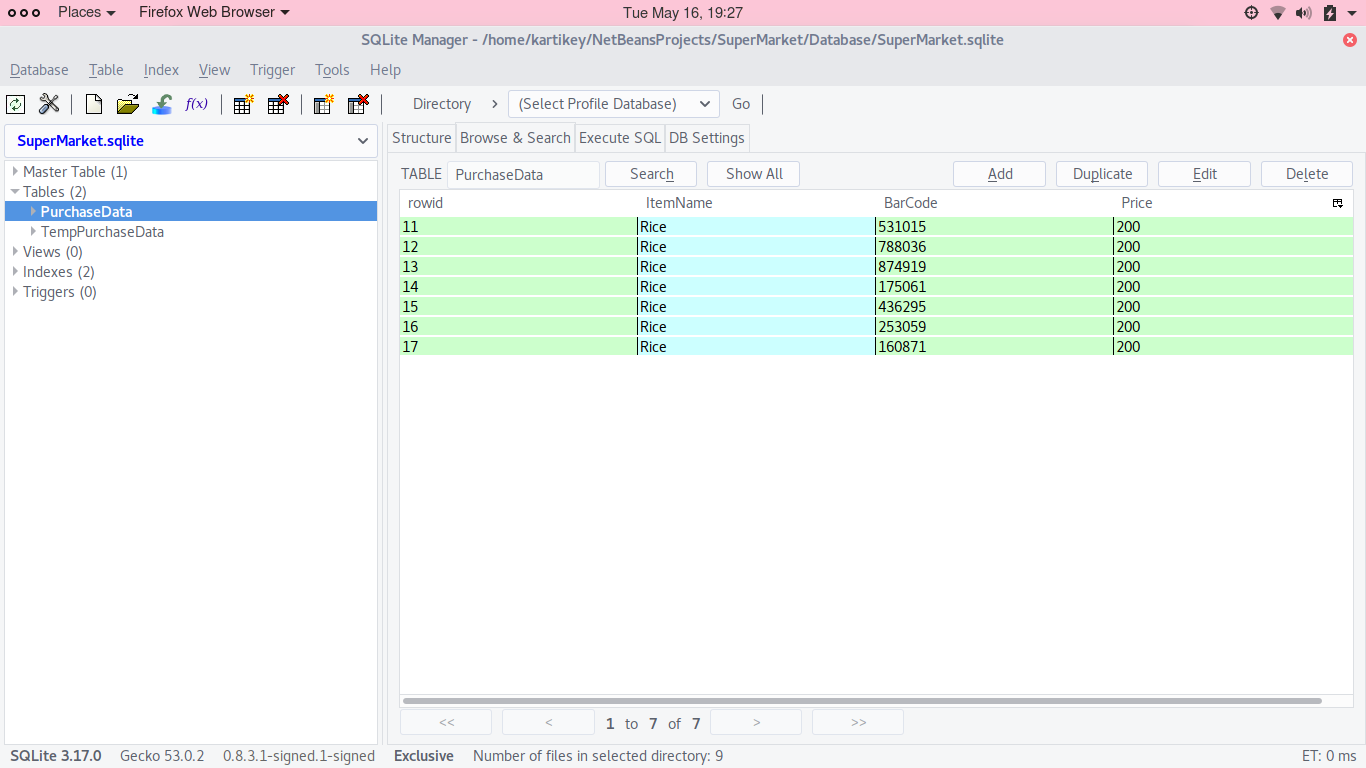 Places Firefox Web Browser Tue May 16, 19:27
SQLite Manager - /home/kartikey/NetBeansProjects/SuperMarket/Database/SuperMarket.sqlite
Database Table Index View Trigger Tools Help
f(x) Directory > (Select Profile Database) Go
SuperMarket.sqlite
Master Table (1)
Tables (2)
PurchaseData
TempPurchaseData
Views (0)
Indexes (2)
Triggers (0)
Structure Browse & Search Execute SQL DB Settings
TABLE PurchaseData Search Show All Add Duplicate Edit Delete
rowid ItemName BarCode Price
11 Rice 531015 200
12 Rice 788036 200
13 Rice 874919 200
14 Rice 175061 200
15 Rice 436295 200
16 Rice 253059 200
17 Rice 160871 200
<< < 1 to 7 of 7 > >>
SQLite 3.17.0 Gecko 53.0.2 0.8.3.1-signed.1-signed Exclusive Number of files in selected directory: 9 ET: 0 ms